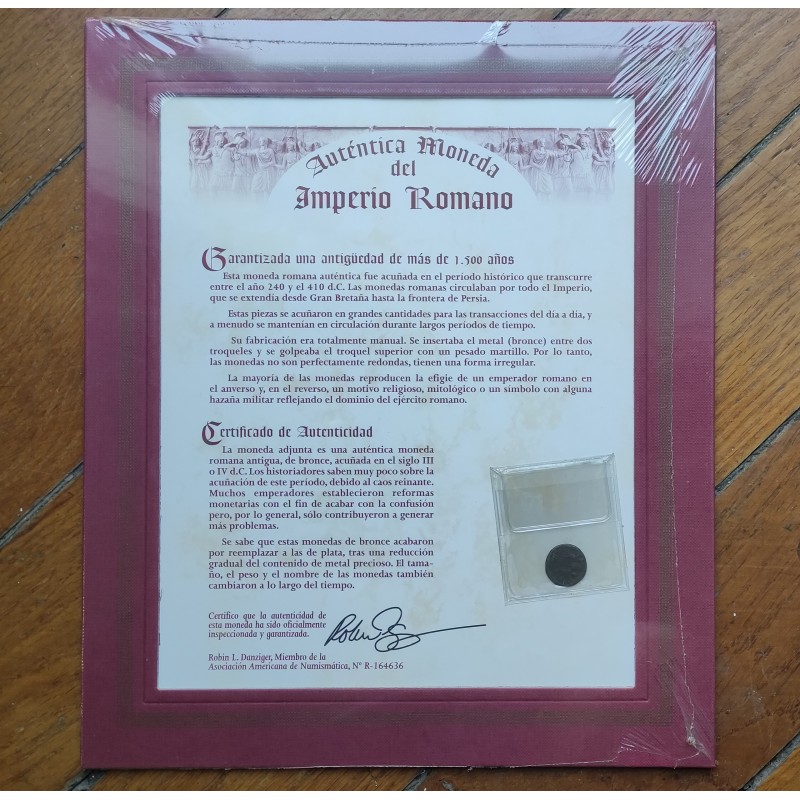 Auténtica Moneda
del
Imperio Romano
Garantizada una antigüedad de más de 1.500 años
Esta moneda romana auténtica fue acuñada en el período histórico que transcurre
entre el año 240 y el 410 d.C. Las monedas romanas circulaban por todo el Imperio,
que se extendía desde Gran Bretaña hasta la frontera de Persia.
Estas piezas se acuñaron en grandes cantidades para las transacciones del día a día, y
a menudo se mantenían en circulación durante largos períodos de tiempo.
Su fabricación era totalmente manual. Se insertaba el metal (bronce) entre dos
troqueles y se golpeaba el troquel superior con un pesado martillo. Por lo tanto,
las monedas no son perfectamente redondas, tienen una forma irregular.
La mayoría de las monedas reproducen la efigie de un emperador romano en
el anverso y, en el reverso, un motivo religioso, mitológico o un símbolo con alguna
hazaña militar reflejando el dominio del ejército romano.
Certificado de Autenticidad
La moneda adjunta es una auténtica moneda
romana antigua, de bronce, acuñada en el siglo III
o IV d.C. Los historiadores saben muy poco sobre la
acuñación de este período, debido al caos reinante.
Muchos emperadores establecieron reformas
monetarias con el fin de acabar con la confusión
pero, por lo general, sólo contribuyeron a generar
más problemas.
Se sabe que estas monedas de bronce acabaron
por reemplazar a las de plata, tras una reducción
gradual del contenido de metal precioso. El tama-
ño, el peso y el nombre de las monedas también
cambiaron a lo largo del tiempo.
Certifico que la autenticidad de
esta moneda ha sido oficialmente
inspeccionada y garantizada.
Robin L. Danziger, Miembro de la
Asociación Americana de Numismática, Nº R-164636